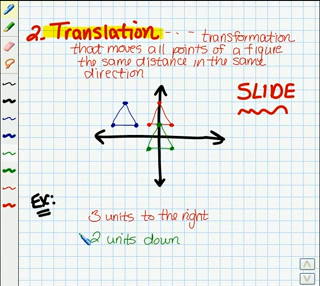 2. Translation --- transformation
that moves all points of a figure
the same distance in the same
direction
SLIDE
Ex:
3 units to the right
2 units down